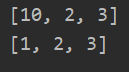 [10, 2, 3]
[1, 2, 3]